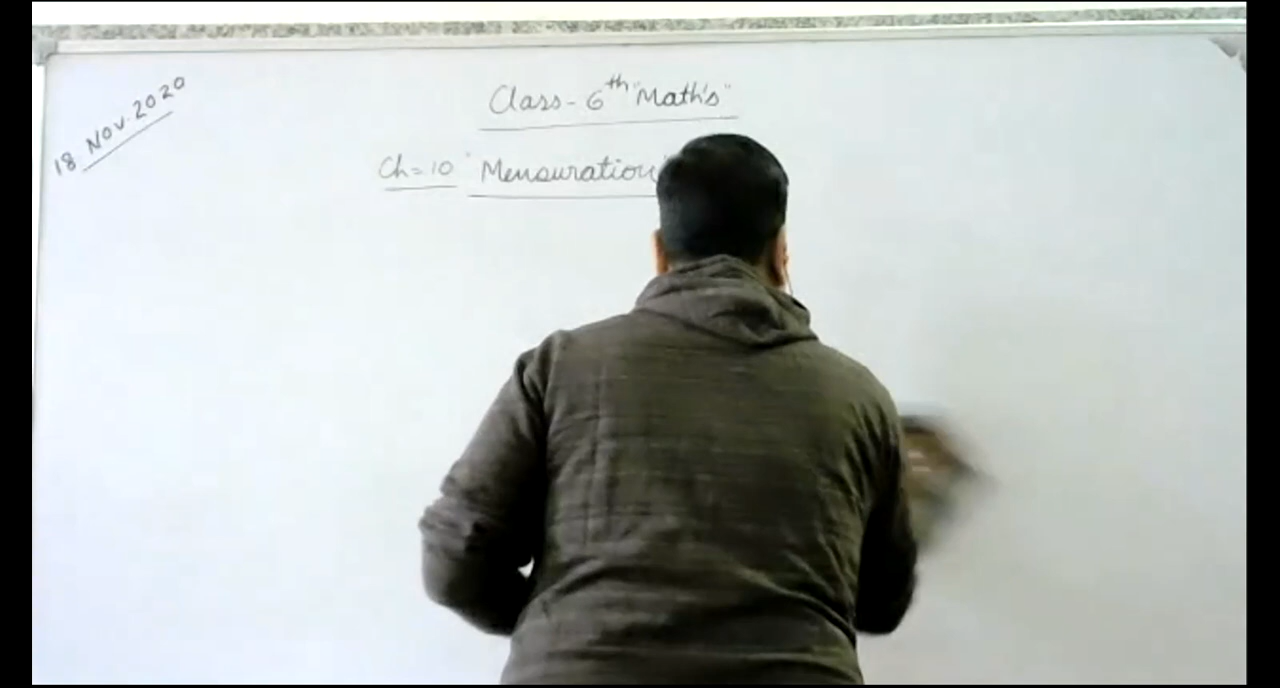 18 Nov. 2020
Class - 6th "Math's"
Ch = 10 "Mensuration"